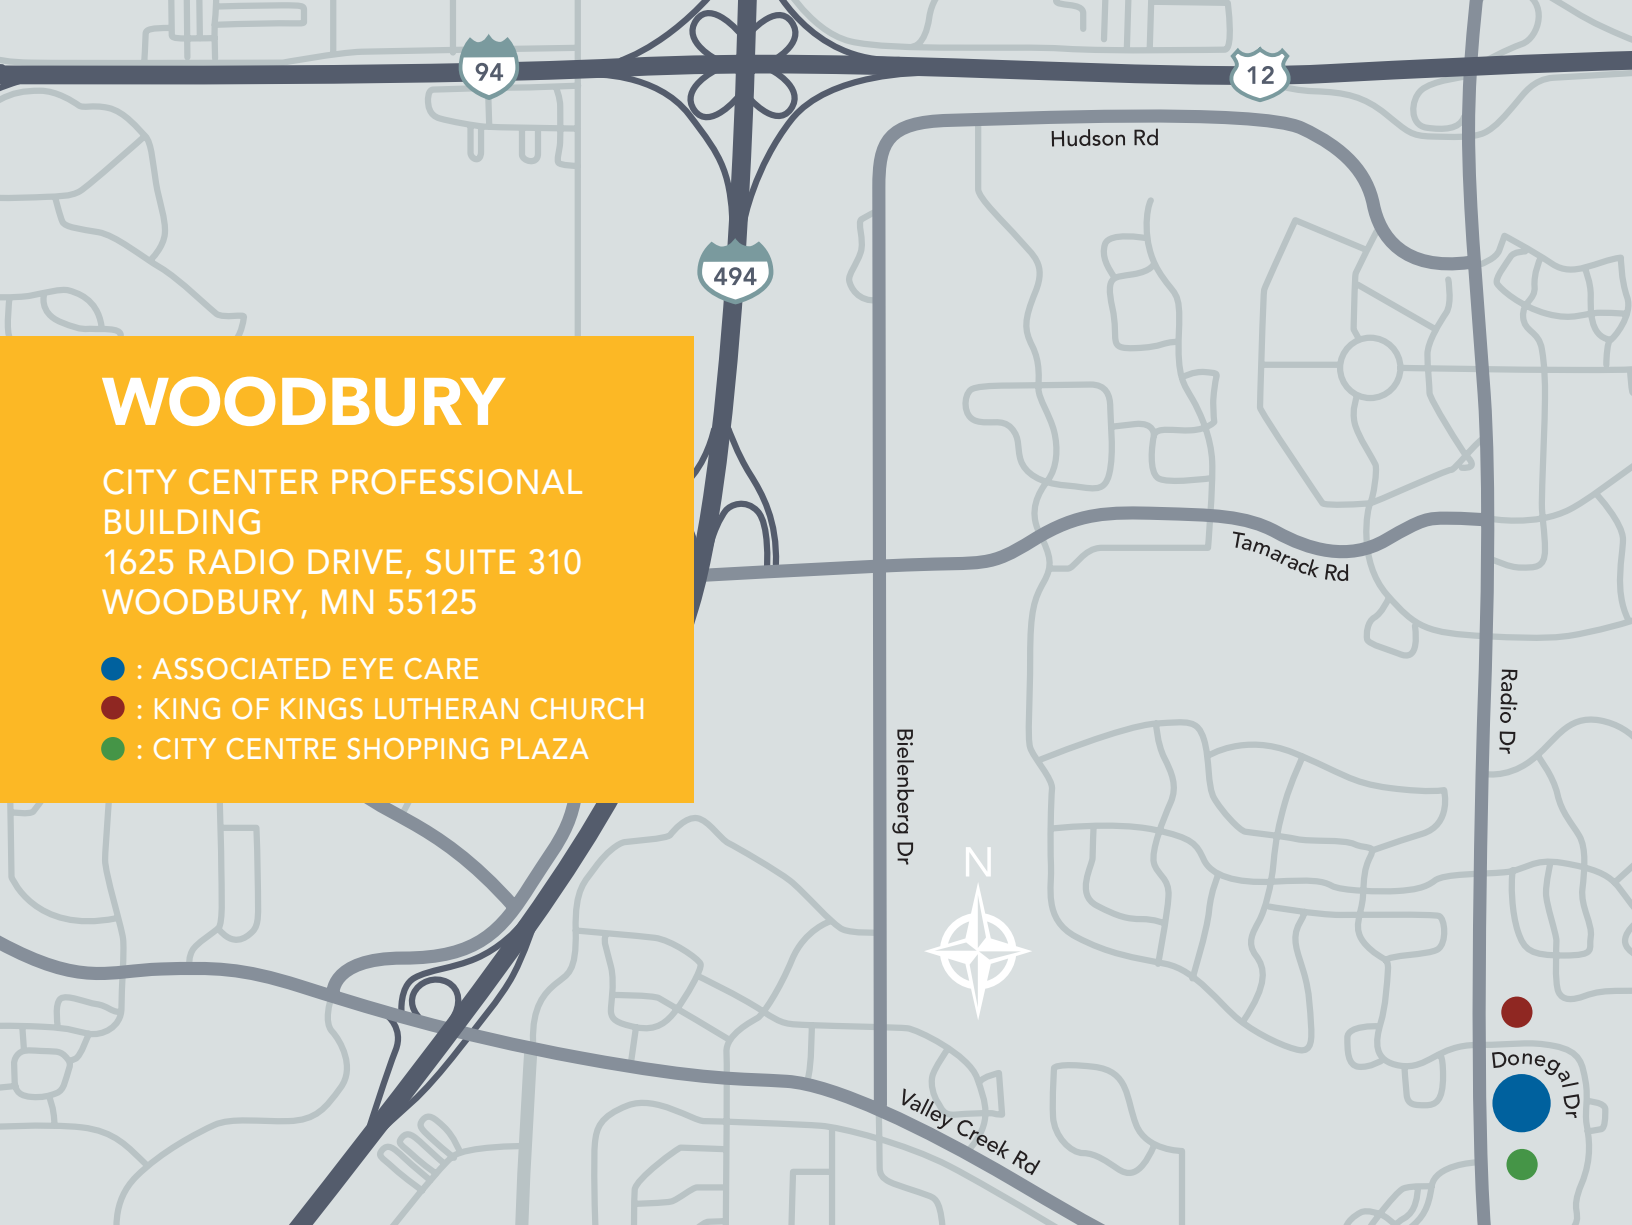 94
12
Hudson Rd
494
WOODBURY
CITY CENTER PROFESSIONAL
BUILDING
1625 RADIO DRIVE, SUITE 310
WOODBURY, MN 55125
: ASSOCIATED EYE CARE
: KING OF KINGS LUTHERAN CHURCH
: CITY CENTRE SHOPPING PLAZA
Tamarack Rd
Radio Dr
Bielenberg Dr
N
Donegal Dr
Valley Creek Rd